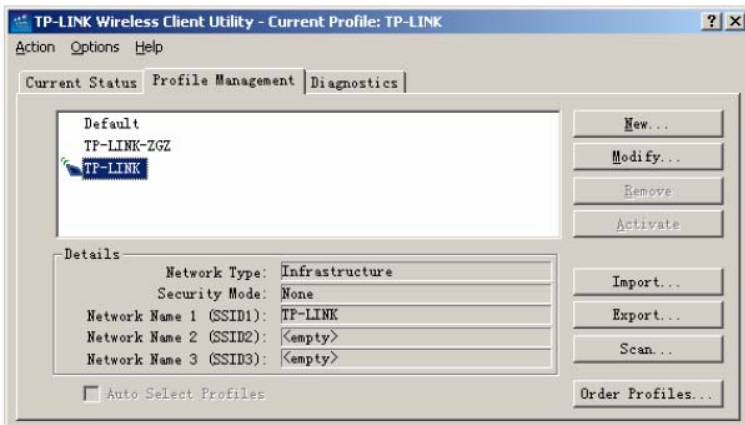 TP-LINK Wireless Client Utility - Current Profile: TP-LINK
Action Options Help
Current Status Profile Management Diagnostics
Default
TP-LINK-ZGZ
TP-LINK
New...
Modify...
Remove
Activate
Details
Network Type: Infrastructure
Security Mode: None
Network Name 1 (SSID1): TP-LINK
Network Name 2 (SSID2): <empty>
Network Name 3 (SSID3): <empty>
Import...
Export...
Scan...
Auto Select Profiles
Order Profiles...